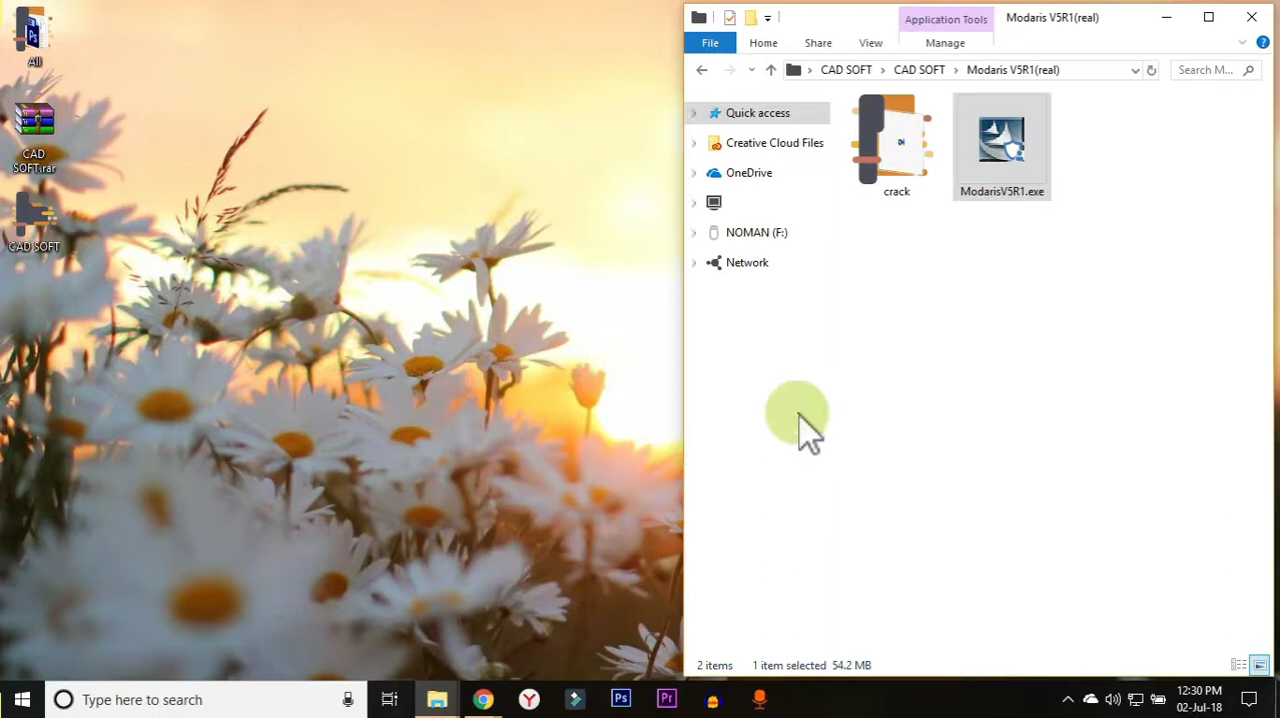 All
CAD
SOFT.rar
CAD SOFT
Modaris V5R1(real)
Application Tools
File
Home
Share
View
Manage
CAD SOFT
CAD SOFT
Modaris V5R1(real)
Search M...
Quick access
Creative Cloud Files
OneDrive
NOMAN (F:)
Network
crack
ModarisV5R1.exe
2 items
1 item selected 54.2 MB
Type here to search
Ps
Pr
12:30 PM
02-Jul-18